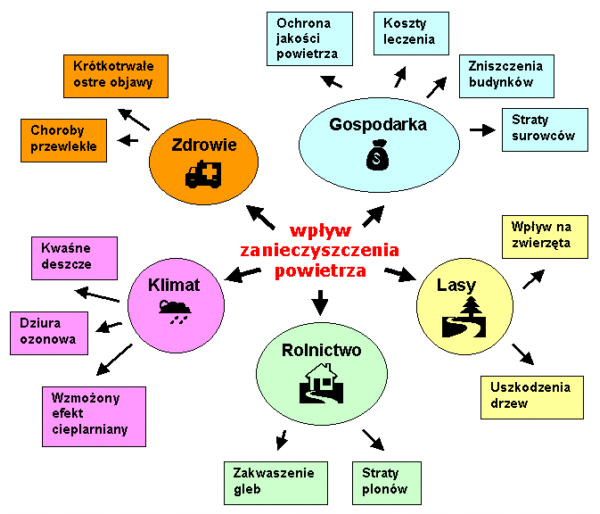 Ochrona
jakości
powietrza
Koszty
leczenia
Zniszczenia
budynków
Straty
surowców
Gospodarka
$
Krótkotrwałe
ostre objawy
Choroby
przewlekłe
Zdrowie
wpływ
zanieczyszczenia
powietrza
Wpływ na
zwierzęta
Lasy
Uszkodzenia
drzew
Kwaśne
deszcze
Klimat
Dziura
ozonowa
Wzmożony
efekt
cieplarniany
Rolnictwo
Zakwaszenie
gleb
Straty
plonów